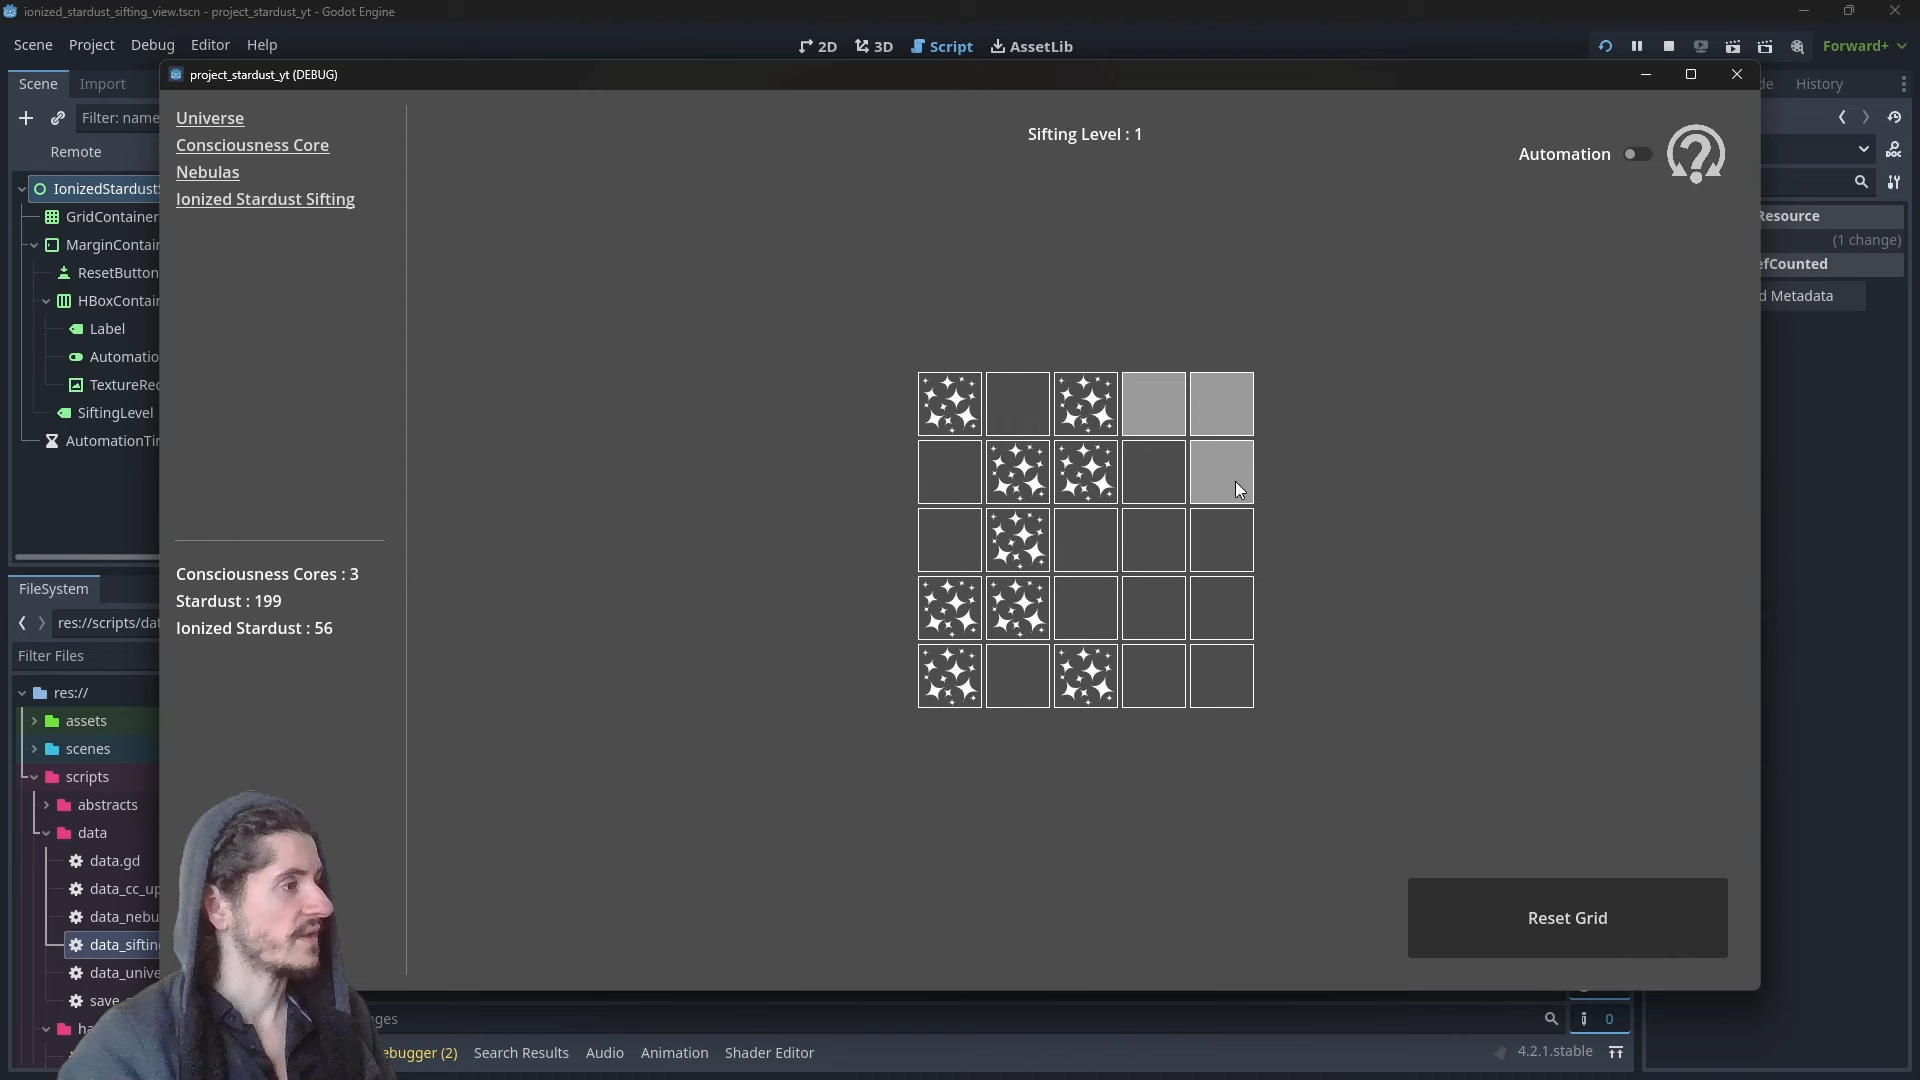 ionized_stardust_sifting_view.tscn - project_stardust_yt - Godot Engine
Scene Project Debug Editor Help
2D 3D Script AssetLib
Forward+
Scene Import
project_stardust_yt (DEBUG)
History
Filter: name
Remote
IonizedStardust
GridContainer
MarginContai
ResetButton
HBoxContai
Label
Automatio
TextureRec
SiftingLevel
AutomationTi
Universe
Consciousness Core
Nebulas
Ionized Stardust Sifting
Sifting Level : 1
Automation
Resource
(1 change)
efCounted
d Metadata
Consciousness Cores : 3
Stardust : 199
Ionized Stardust : 56
FileSystem
res://scripts/dat
Filter Files
res://
assets
scenes
scripts
abstracts
data
data.gd
data_cc_up
data_nebu
data_siftin
data_unive
save_
ha
Reset Grid
ges
0
ebugger (2) Search Results Audio Animation Shader Editor
4.2.1.stable